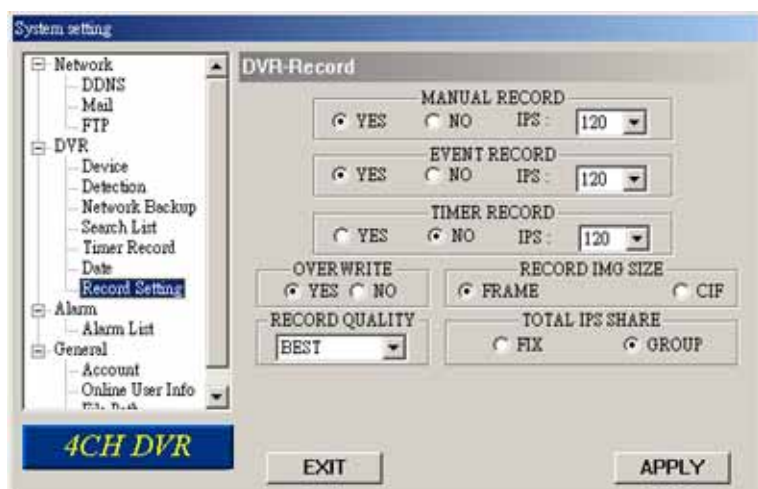 System setting
Network
DDNS
Mail
FTP
DVR
Device
Detection
Network Backup
Search List
Timer Record
Date
Record Setting
Alarm
Alarm List
General
Account
Online User Info
File Path
4CH DVR
DVR-Record
MANUAL RECORD
YES NO IPS : 120
EVENT RECORD
YES NO IPS : 120
TIMER RECORD
YES NO IPS : 120
OVERWRITE
YES NO
RECORD IMG SIZE
FRAME CIF
RECORD QUALITY
BEST
TOTAL IPS SHARE
FIX GROUP
EXIT APPLY